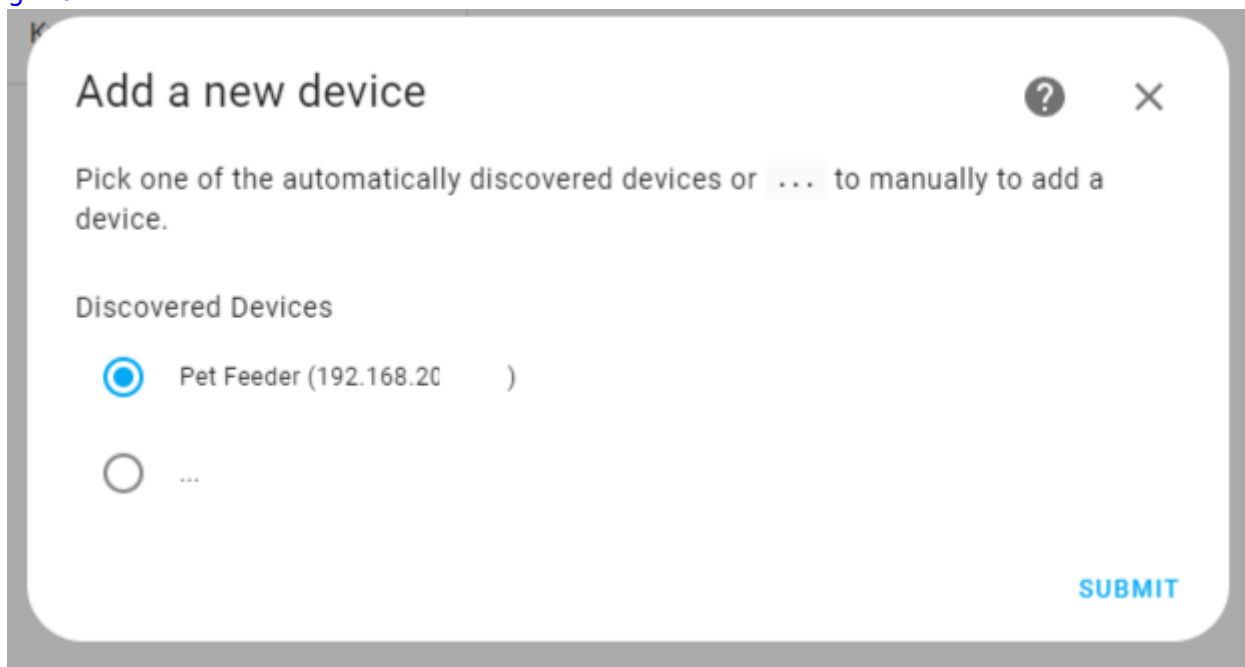 Add a new device
Pick one of the automatically discovered devices or ... to manually to add a
device.
Discovered Devices
Pet Feeder (192.168.20 )
...
SUBMIT